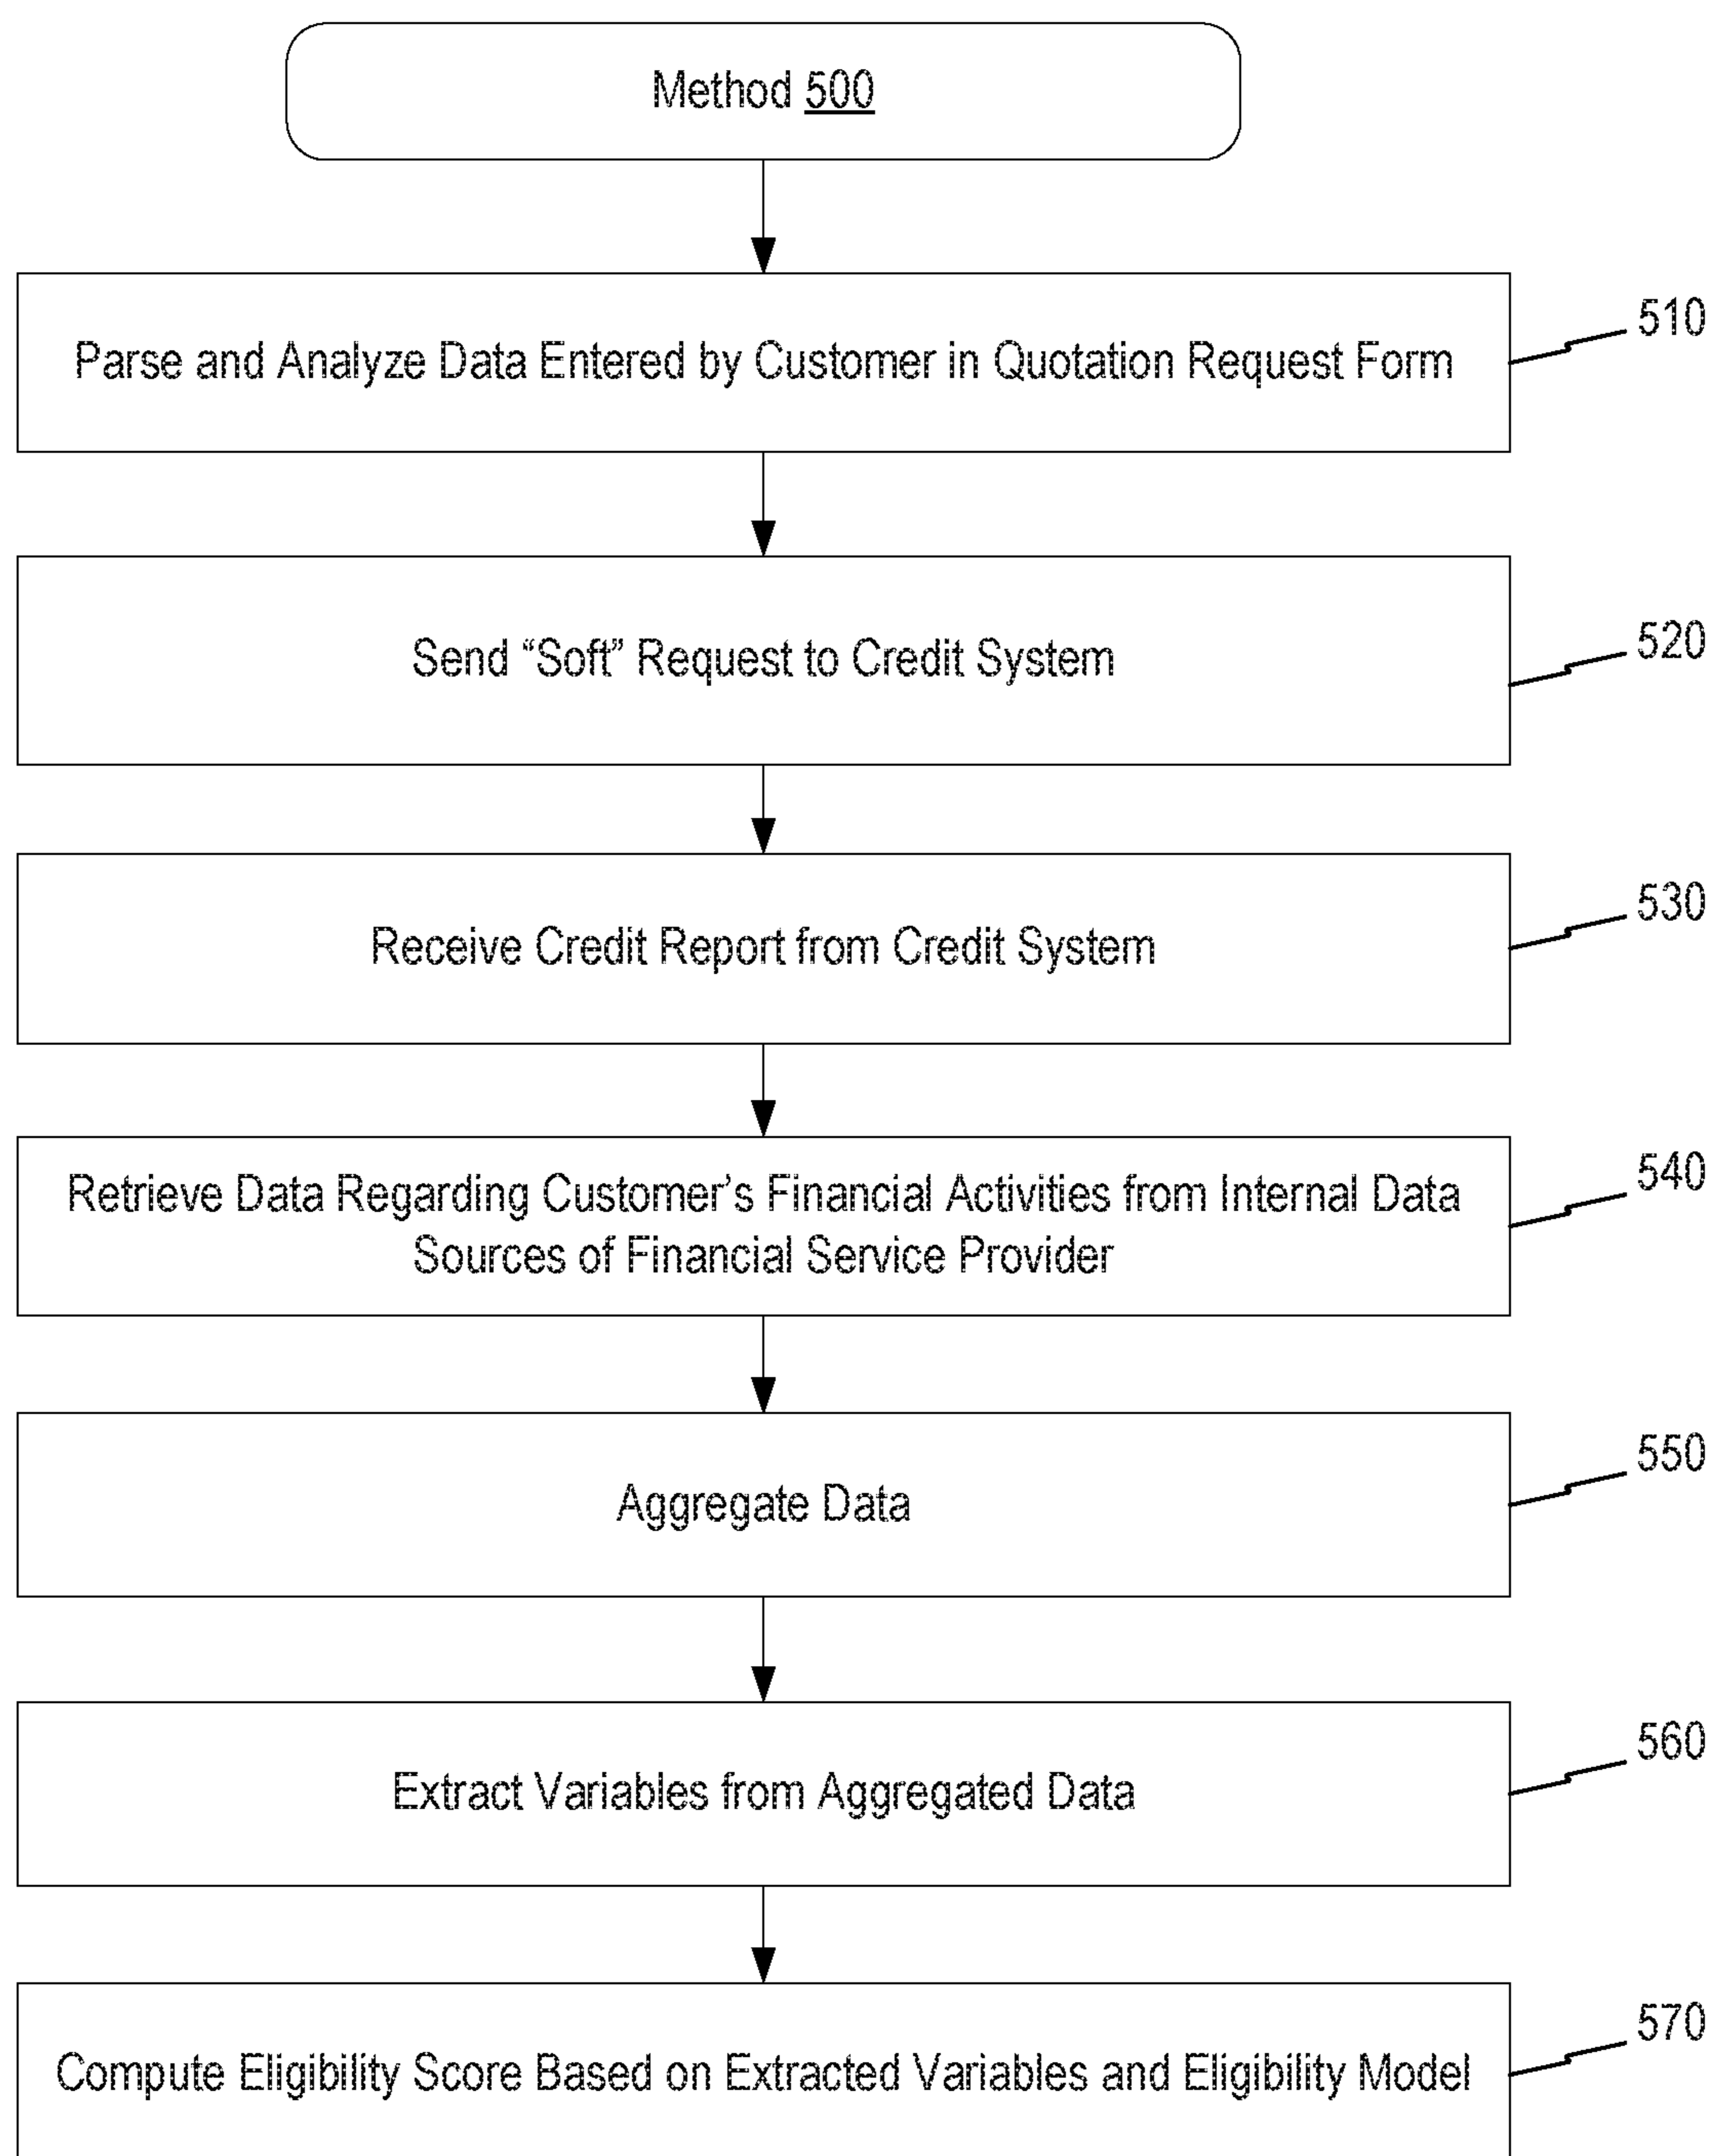 Method 500
510
Parse and Analyze Data Entered by Customer in Quotation Request Form
520
Send “Soft” Request to Credit System
530
Receive Credit Report from Credit System
540
Retrieve Data Regarding Customer’s Financial Activities from Internal Data
Sources of Financial Service Provider
550
Aggregate Data
560
Extract Variables from Aggregated Data
570
Compute Eligibility Score Based on Extracted Variables and Eligibility Model